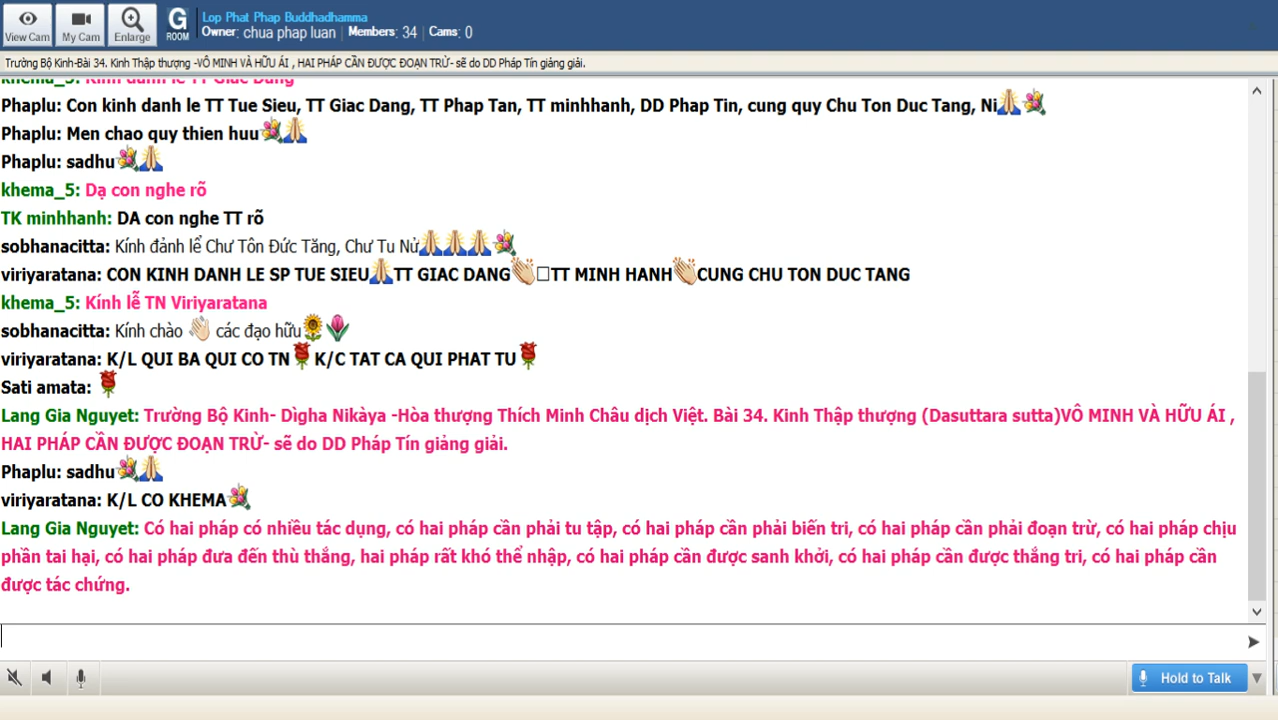 View Cam
My Cam
Enlarge
G
ROOM
Lop Phat Phap Buddhadhamma
Owner: chua phap luan | Members: 34 | Cams: 0
Trường Bộ Kinh-Bài 34. Kinh Thập thượng -VÔ MINH VÀ HỮU ÁI , HAI PHÁP CẦN ĐƯỢC ĐOẠN TRỪ- sẽ do DD Pháp Tín giảng giải.
khema_5: Kính đảnh lễ TT Giác Đẳng
Phaplu: Con kinh danh le TT Tue Sieu, TT Giac Dang, TT Phap Tan, TT minhhanh, DD Phap Tin, cung quy Chu Ton Duc Tang, Ni
Phaplu: Men chao quy thien huu
Phaplu: sadhu
khema_5: Dạ con nghe rõ
TK minhhanh: DA con nghe TT rõ
sobhanacitta: Kính đảnh lể Chư Tôn Đức Tăng, Chư Tu Nử
viriyaratana: CON KINH DANH LE SP TUE SIEU TT GIAC DANG TT MINH HANH CUNG CHU TON DUC TANG
khema_5: Kính lễ TN Viriyaratana
sobhanacitta: Kính chào các đạo hữu
viriyaratana: K/L QUI BA QUI CO TN K/C TAT CA QUI PHAT TU
Sati amata:
Lang Gia Nguyet: Trường Bộ Kinh- Dìgha Nikàya -Hòa thượng Thích Minh Châu dịch Việt. Bài 34. Kinh Thập thượng (Dasuttara sutta)VÔ MINH VÀ HỮU ÁI ,
HAI PHÁP CẦN ĐƯỢC ĐOẠN TRỪ- sẽ do DD Pháp Tín giảng giải.
Phaplu: sadhu
viriyaratana: K/L CO KHEMA
Lang Gia Nguyet: Có hai pháp có nhiều tác dụng, có hai pháp cần phải tu tập, có hai pháp cần phải biến tri, có hai pháp cần phải đoạn trừ, có hai pháp chịu
phần tai hại, có hai pháp đưa đến thù thắng, hai pháp rất khó thể nhập, có hai pháp cần được sanh khởi, có hai pháp cần được thắng tri, có hai pháp cần
được tác chứng.
Hold to Talk